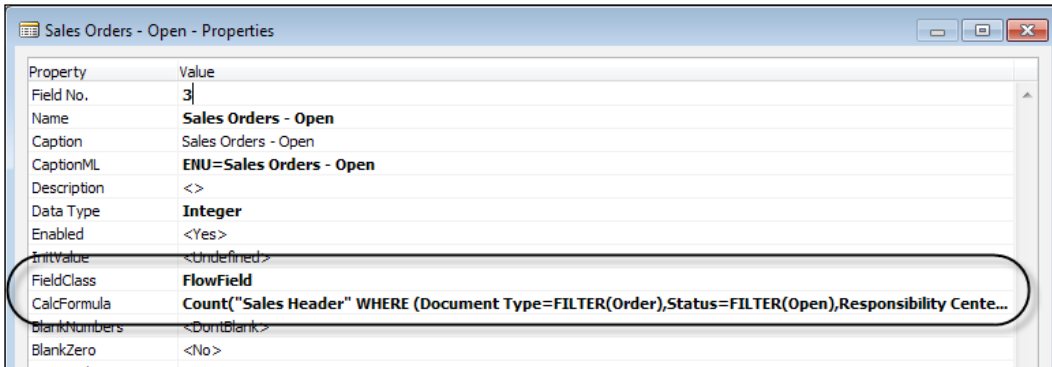 Sales Orders - Open - Properties
Property Value
Field No. 3
Name Sales Orders - Open
Caption Sales Orders - Open
CaptionML ENU=Sales Orders - Open
Description <>
Data Type Integer
Enabled <Yes>
InitValue <Undefined>
FieldClass FlowField
CalcFormula Count("Sales Header" WHERE (Document Type=FILTER(Order),Status=FILTER(Open),Responsibility Cente...
BlankNumbers <DontBlank>
BlankZero <No>